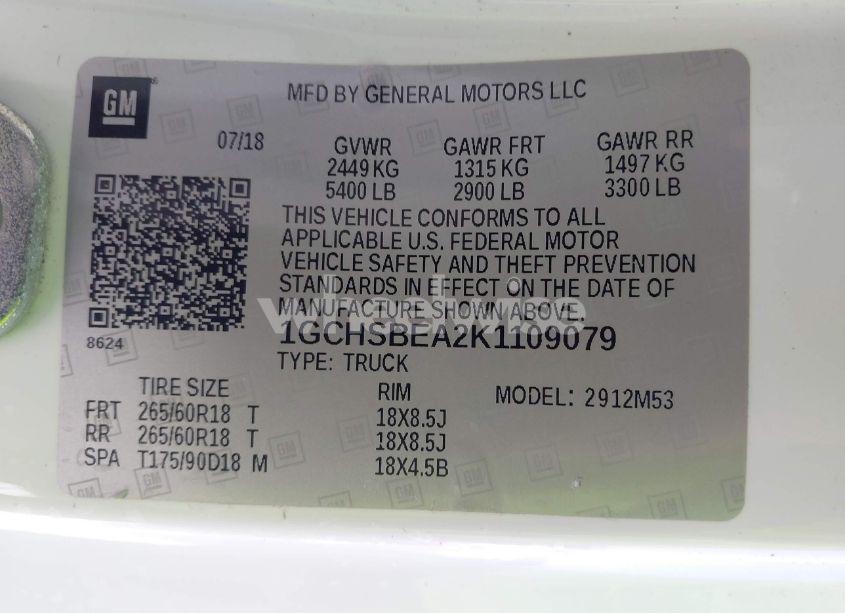 GM
MFD BY GENERAL MOTORS LLC
07/18 GVWR GAWR FRT GAWR RR
2449 KG 1315 KG 1497 KG
5400 LB 2900 LB 3300 LB
THIS VEHICLE CONFORMS TO ALL
APPLICABLE U.S. FEDERAL MOTOR
VEHICLE SAFETY AND THEFT PREVENTION
STANDARDS IN EFFECT ON THE DATE OF
MANUFACTURE SHOWN ABOVE.
8624
1GCHSBEA2K1109079
TYPE: TRUCK
TIRE SIZE RIM MODEL: 2912M53
FRT 265/60R18 T 18X8.5J
RR 265/60R18 T 18X8.5J
SPA T175/90D18 M 18X4.5B